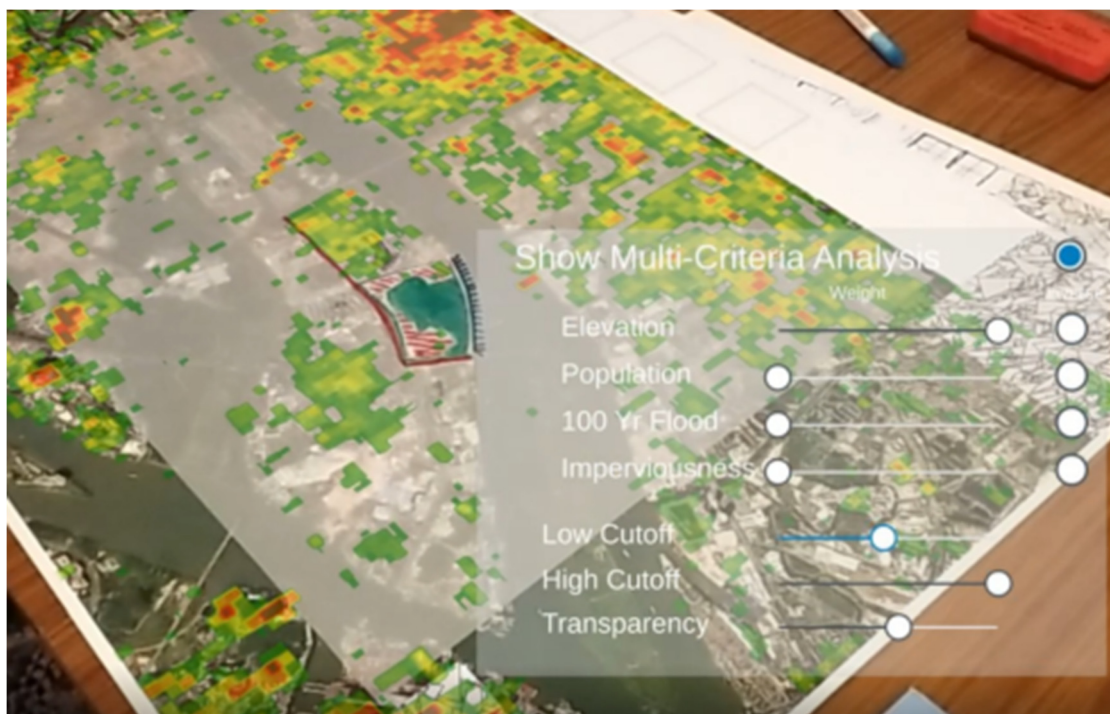 Show Multi-Criteria Analysis
Weight
Elevation
Population
100 Yr Flood
Imperviousness
Low Cutoff
High Cutoff
Transparency